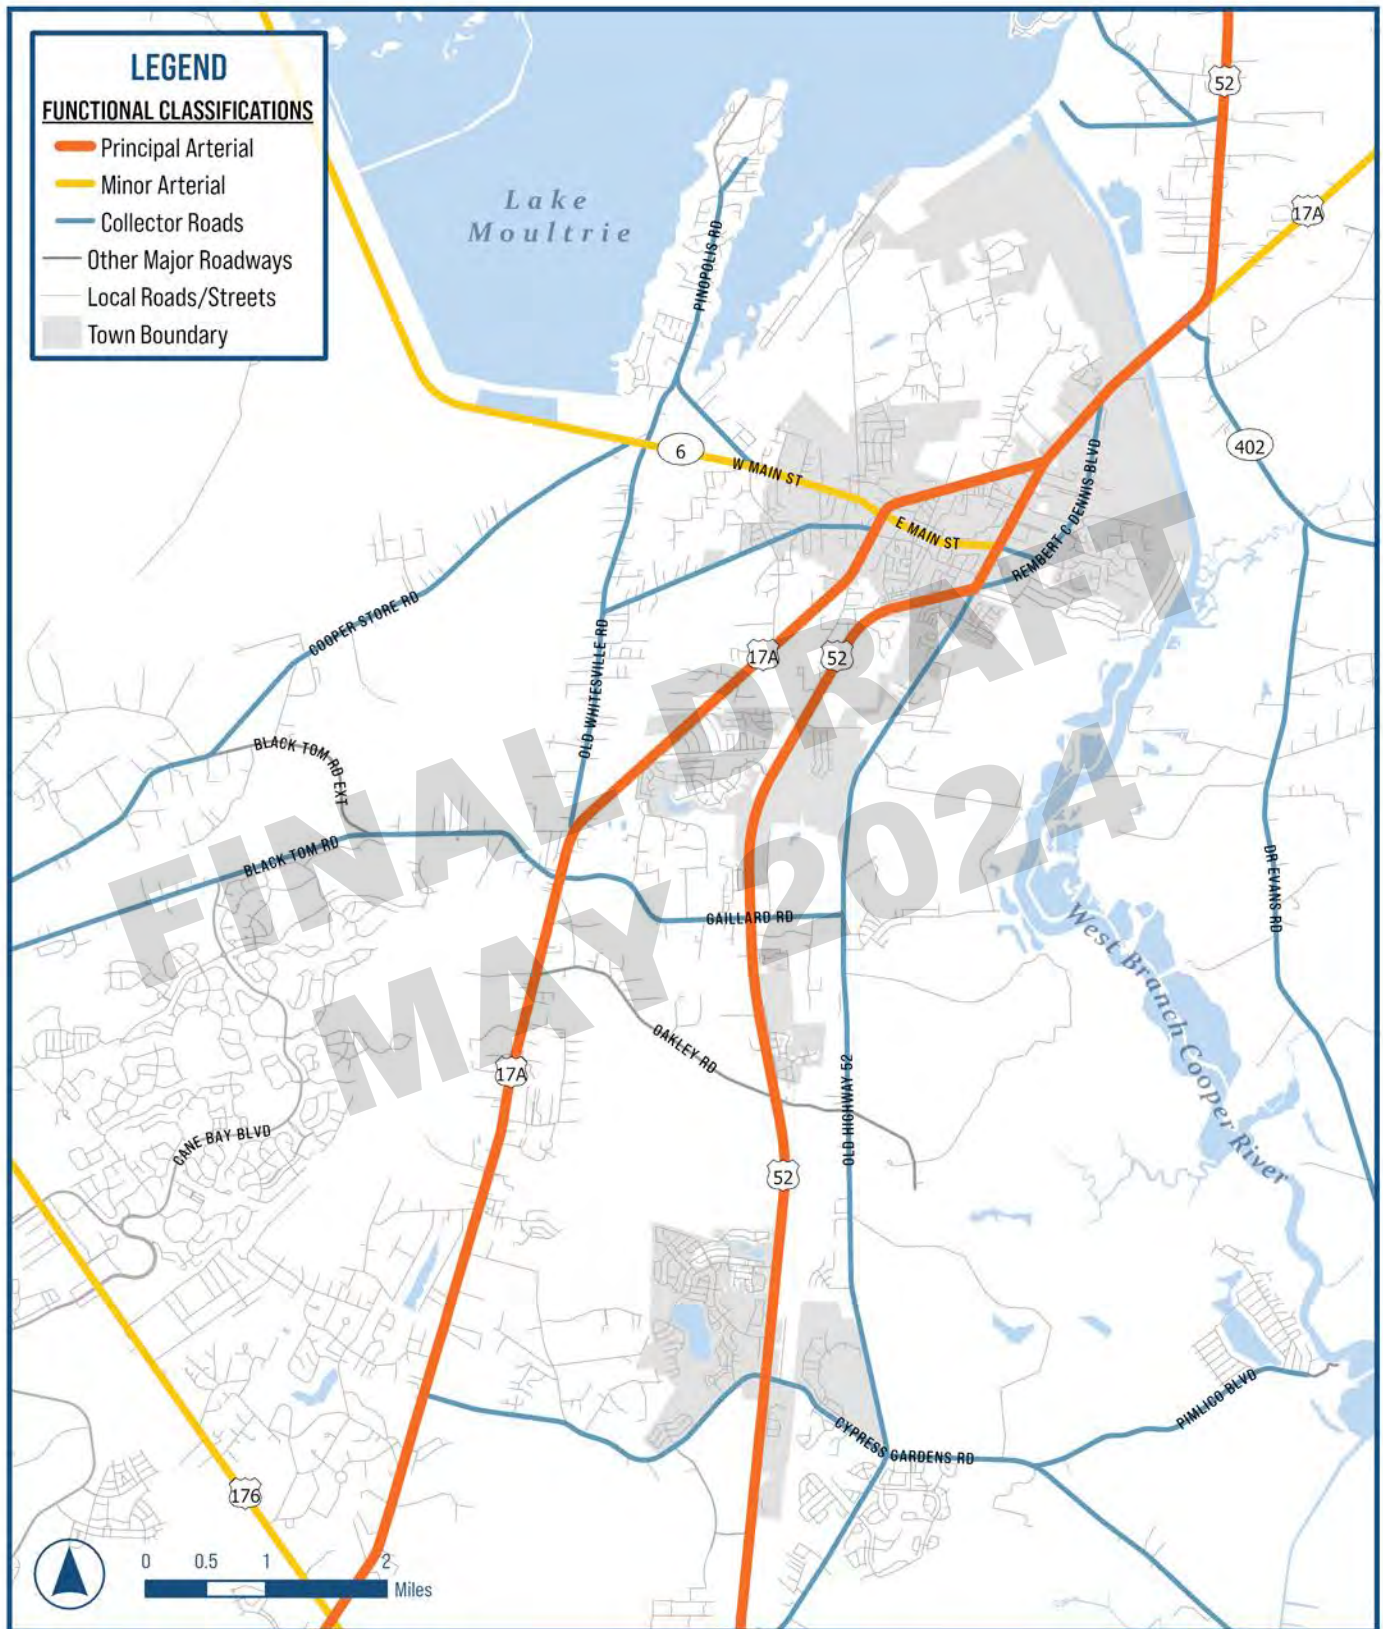 LEGEND
FUNCTIONAL CLASSIFICATIONS
Principal Arterial
Minor Arterial
Collector Roads
Other Major Roadways
Local Roads/Streets
Town Boundary
52
17A
Lake
Moultrie
PINOPOLIS RD
6
W MAIN ST
402
E MAIN ST
REMBERT C DENNIS BLVD
COOPER STORE RD
OLD WHITESVILLE RD
17A
52
BLACK TOM RD EXT
BLACK TOM RD
GAILLARD RD
DR EVANS RD
West Branch Cooper River
OAKLEY RD
17A
OLD HIGHWAY 52
CANE BAY BLVD
52
PIMLICO BLVD
CYPRESS GARDENS RD
176
0 0.5 1 2
Miles
FINAL DRAFT
MAY 2024